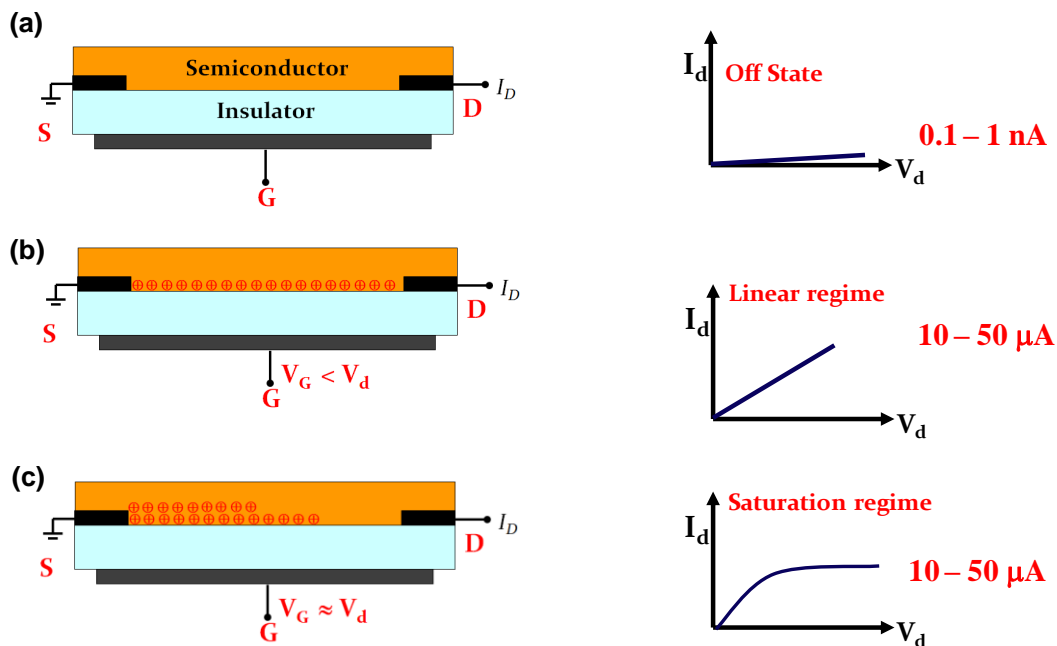 (a)
Semiconductor
Insulator
S
D
I_D
G
I_d
Off State
0.1 – 1 nA
V_d
(b)
S
D
I_D
V_G < V_d
G
I_d
Linear regime
10 – 50 μA
V_d
(c)
S
D
I_D
V_G ≈ V_d
G
I_d
Saturation regime
10 – 50 μA
V_d